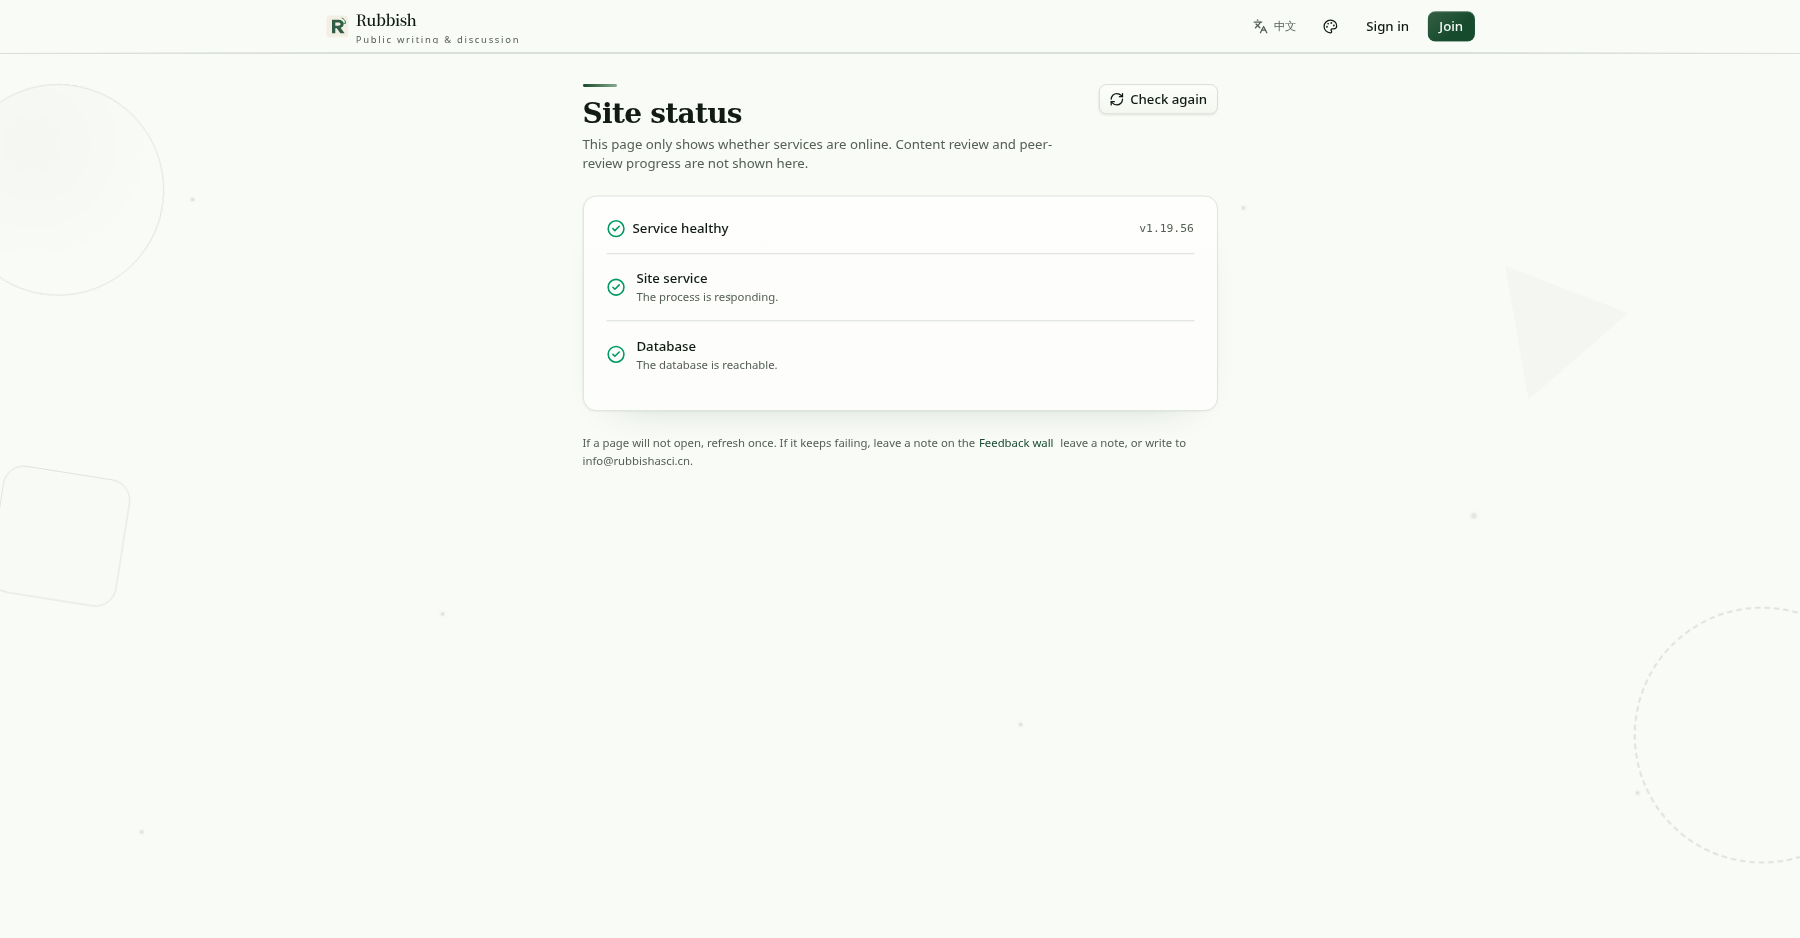 Rubbish
Public writing & discussion
中文
Sign in
Join
Site status
Check again
This page only shows whether services are online. Content review and peer-
review progress are not shown here.
Service healthy
v1.19.56
Site service
The process is responding.
Database
The database is reachable.
If a page will not open, refresh once. If it keeps failing, leave a note on the Feedback wall leave a note, or write to
info@rubbishasci.cn.